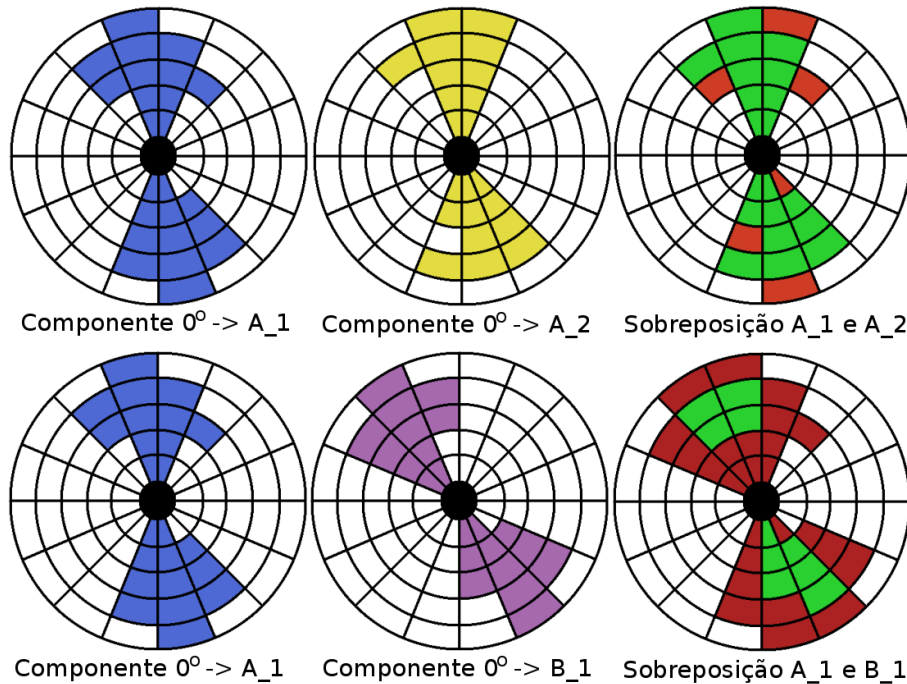 Componente 0º -> A_1
Componente 0º -> A_2
Sobreposição A_1 e A_2
Componente 0º -> A_1
Componente 0º -> B_1
Sobreposição A_1 e B_1